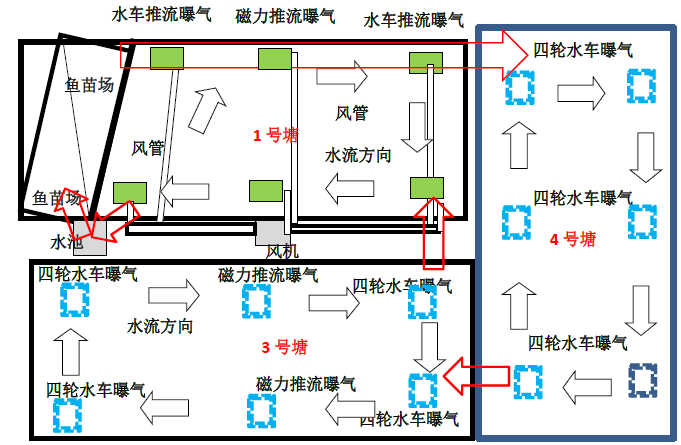 水车推流曝气
磁力推流曝气
水车推流曝气
四轮水车曝气
鱼苗场
风管
1 号塘
风管
水流方向
鱼苗场
四轮水车曝气
4 号塘
水池
风机
四轮水车曝气
磁力推流曝气
四轮水车曝气
水流方向
3 号塘
四轮水车曝气
四轮水车曝气
磁力推流曝气
四轮水车曝气